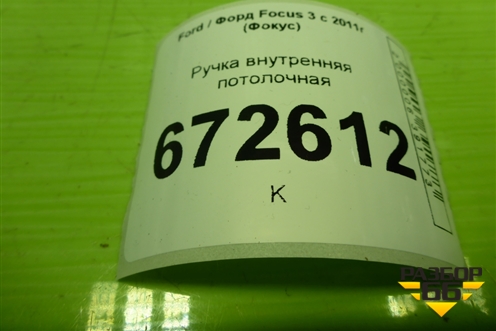 Ford / Форд Focus 3 с 2011г
(Фокус)
Ручка внутренняя
потолочная
672612
К
РАЗБОР
66